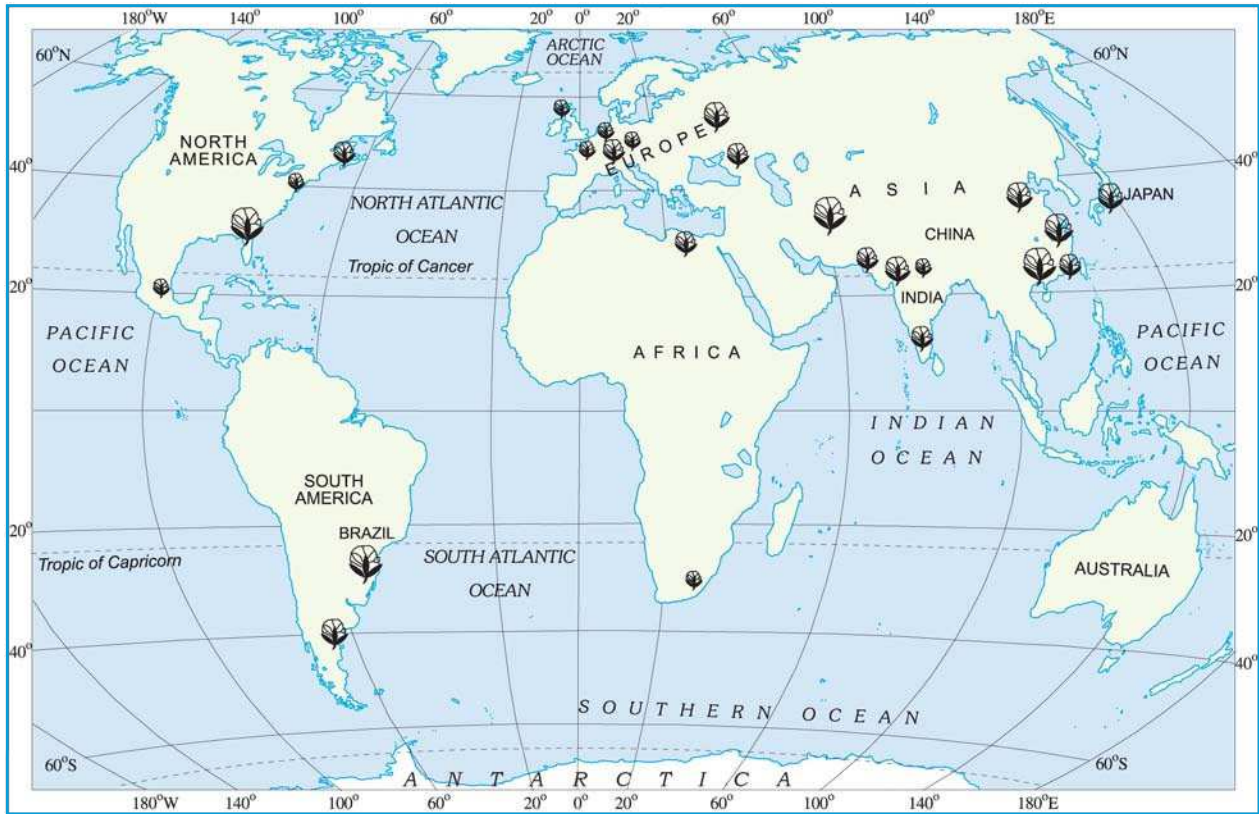 180°W 140° 100° 60° 20° 0° 20° 60° 100° 140° 180°E
ARCTIC
OCEAN
60°N
60°N
NORTH
AMERICA
EUROPE
40°
40°
ASIA
JAPAN
NORTH ATLANTIC
OCEAN
CHINA
Tropic of Cancer
20°
20°
INDIA
PACIFIC
OCEAN
PACIFIC
OCEAN
AFRICA
INDIAN
OCEAN
SOUTH
AMERICA
BRAZIL
20°
20°
Tropic of Capricorn
SOUTH ATLANTIC
OCEAN
AUSTRALIA
40°
40°
SOUTHERN OCEAN
60°S
60°S
ANTARCTICA
180°W 140° 100° 60° 20° 0° 20° 60° 100° 140° 180°E